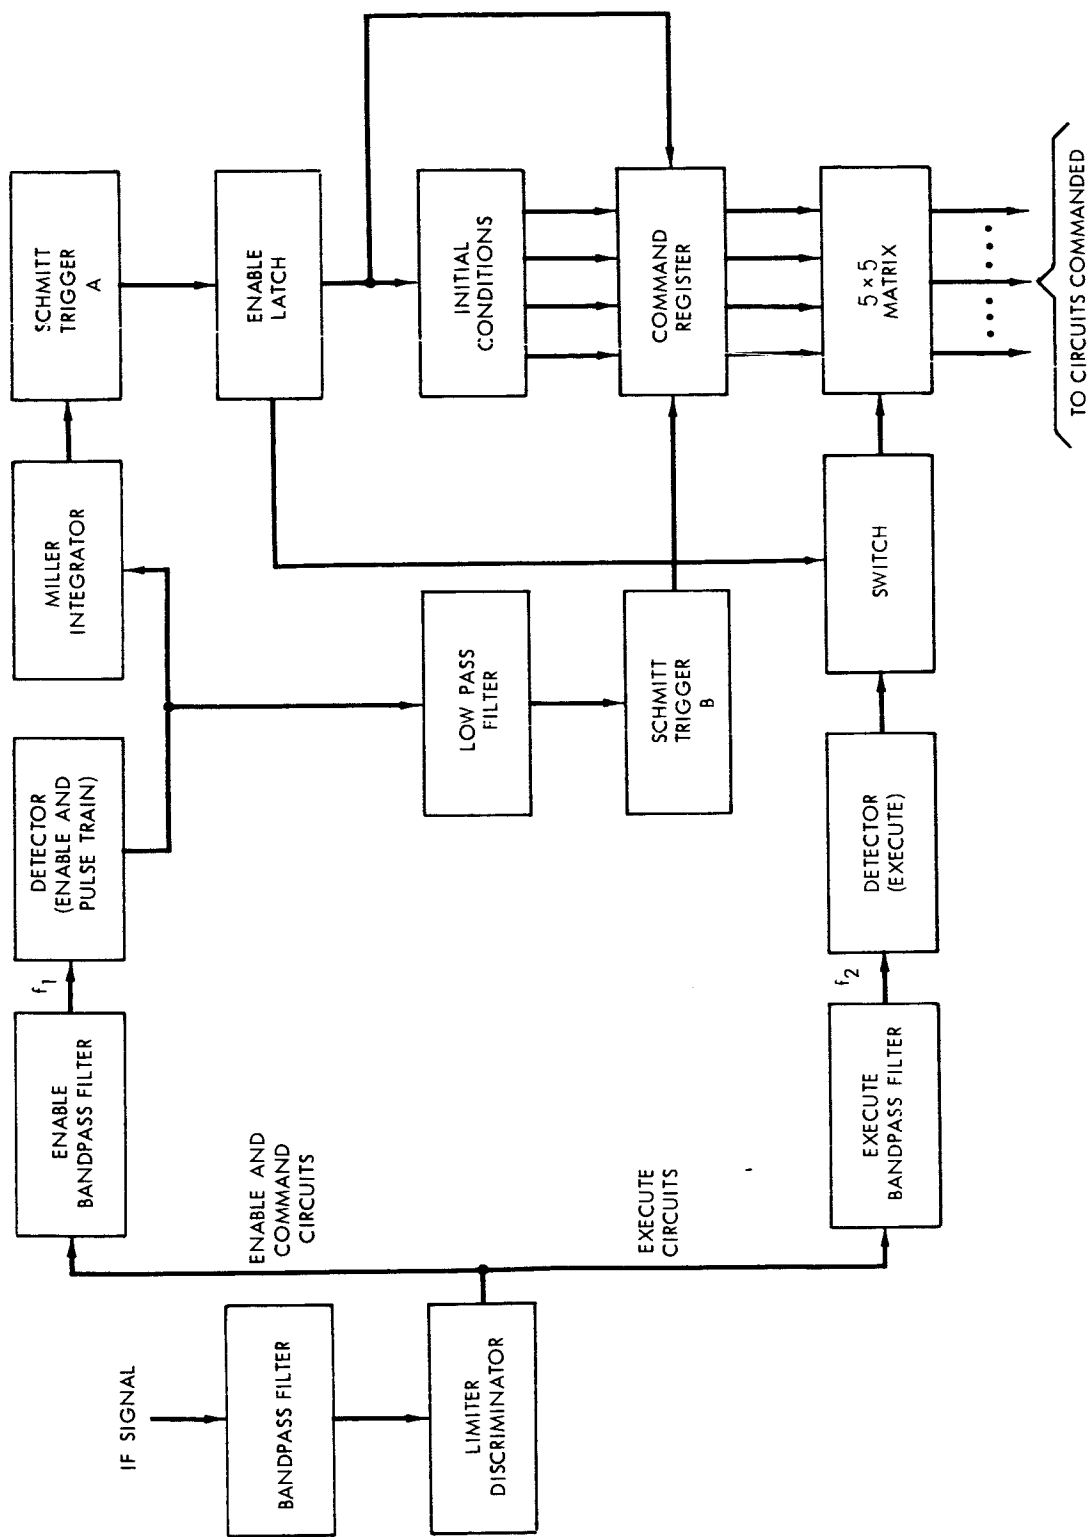 IF SIGNAL
BANDPASS FILTER
LIMITER
DISCRIMINATOR
ENABLE AND
COMMAND
CIRCUITS
EXECUTE
CIRCUITS
ENABLE
BANDPASS FILTER
f1
DETECTOR
(ENABLE AND
PULSE TRAIN)
MILLER
INTEGRATOR
SCHMITT
TRIGGER
A
ENABLE
LATCH
INITIAL
CONDITIONS
LOW PASS
FILTER
SCHMITT
TRIGGER
B
COMMAND
REGISTER
EXECUTE
BANDPASS FILTER
f2
DETECTOR
(EXECUTE)
SWITCH
5 × 5
MATRIX
TO CIRCUITS COMMANDED